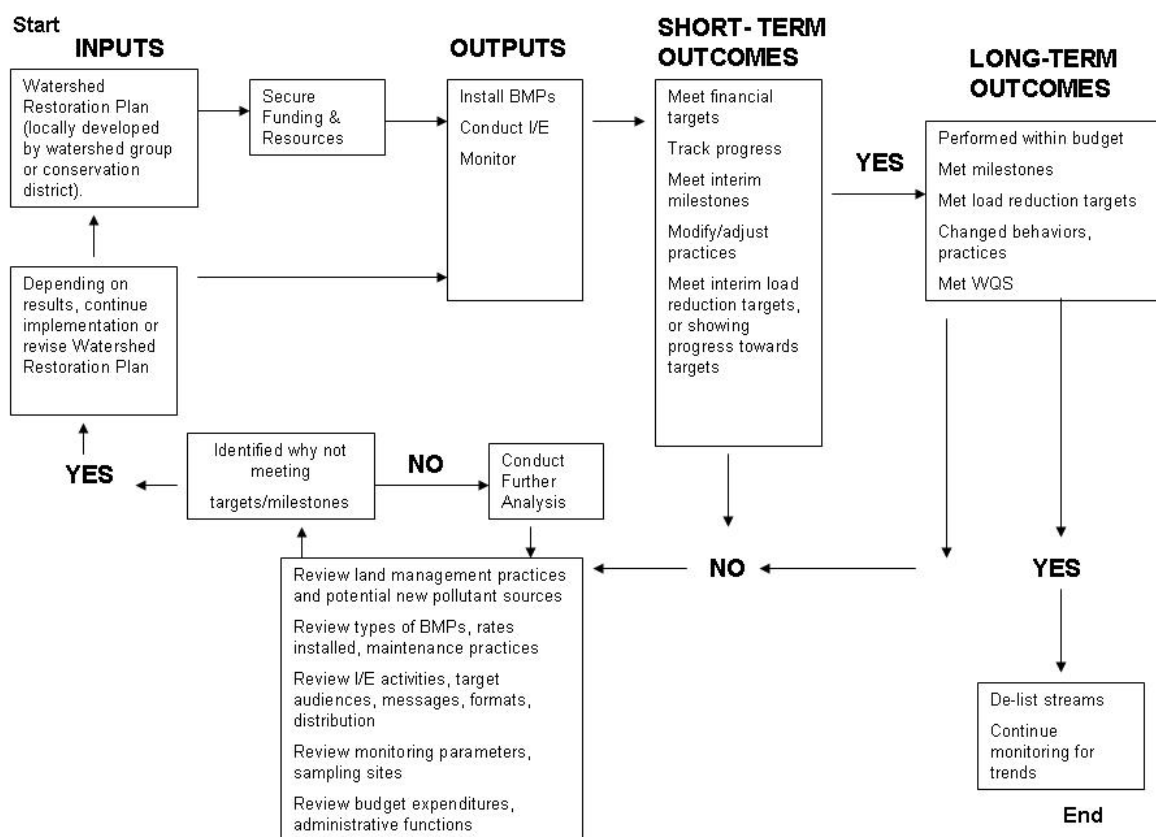 Start
INPUTS
Watershed
Restoration Plan
(locally developed
by watershed group
or conservation
district).
Secure
Funding &
Resources
OUTPUTS
Install BMPs
Conduct I/E
Monitor
SHORT- TERM
OUTCOMES
Meet financial
targets
Track progress
Meet interim
milestones
Modify/adjust
practices
Meet interim load
reduction targets,
or showing
progress towards
targets
YES
LONG-TERM
OUTCOMES
Performed within budget
Met milestones
Met load reduction targets
Changed behaviors,
practices
Met WQS
Depending on
results, continue
implementation or
revise Watershed
Restoration Plan
YES
Identified why not
meeting
targets/milestones
NO
Conduct
Further
Analysis
Review land management practices
and potential new pollutant sources
Review types of BMPs, rates
installed, maintenance practices
Review I/E activities, target
audiences, messages, formats,
distribution
Review monitoring parameters,
sampling sites
Review budget expenditures,
administrative functions
NO
YES
De-list streams
Continue
monitoring for
trends
End